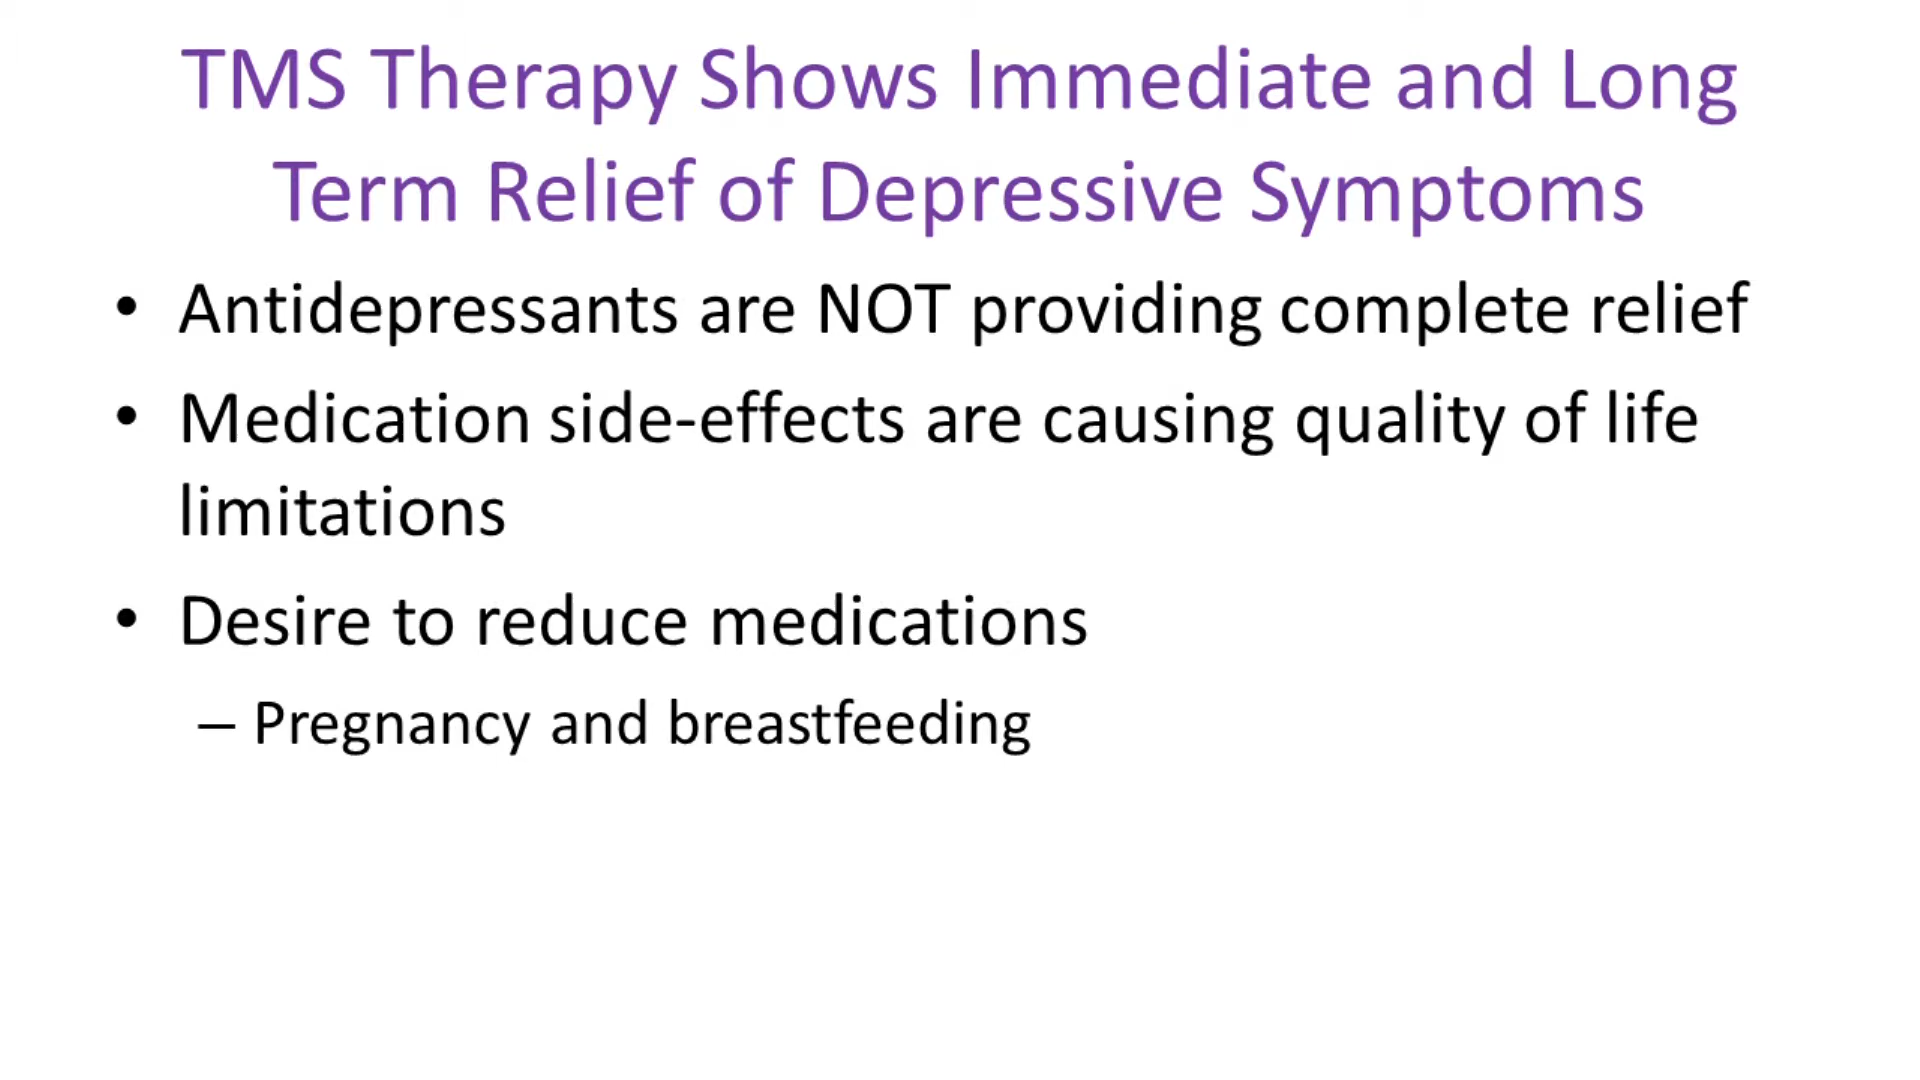 TMS Therapy Shows Immediate and Long
Term Relief of Depressive Symptoms
• Antidepressants are NOT providing complete relief
• Medication side-effects are causing quality of life
limitations
• Desire to reduce medications
– Pregnancy and breastfeeding